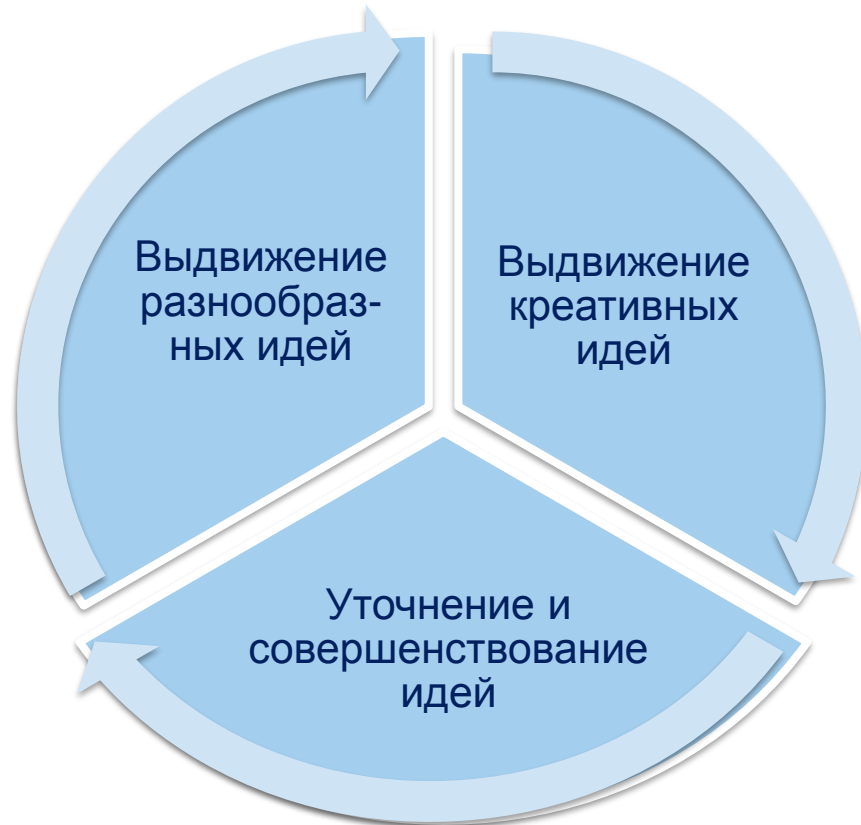 Выдвижение
разнообраз-
ных идей
Выдвижение
креативных
идей
Уточнение и
совершенствование
идей